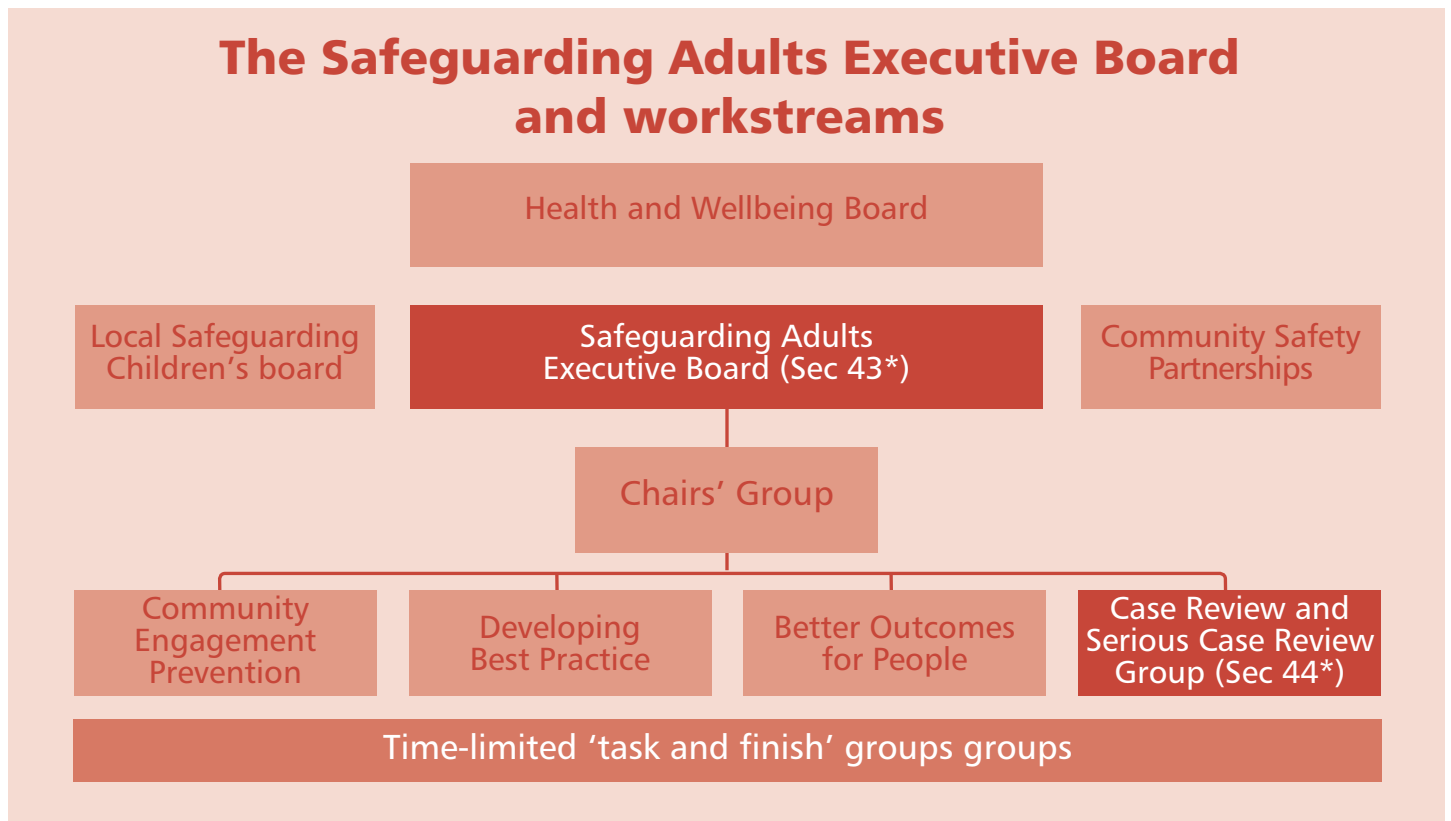 The Safeguarding Adults Executive Board
and workstreams
Health and Wellbeing Board
Local Safeguarding
Children’s board
Safeguarding Adults
Executive Board (Sec 43*)
Community Safety
Partnerships
Chairs’ Group
Community
Engagement
Prevention
Developing
Best Practice
Better Outcomes
for People
Case Review and
Serious Case Review
Group (Sec 44*)
Time-limited ‘task and finish’ groups groups